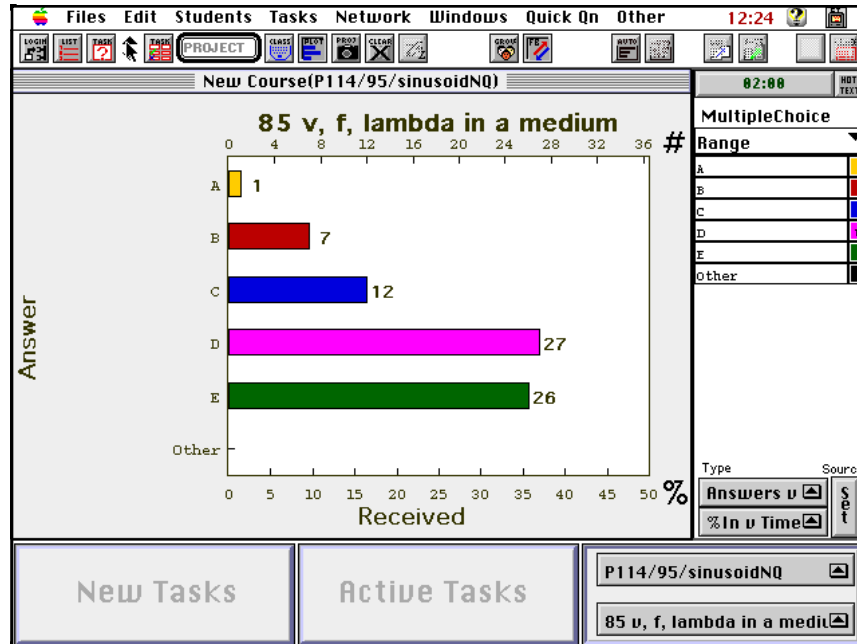 Files Edit Students Tasks Network Windows Quick Qn Other 12:24
LOGIN LIST TASK TASK PROJECT CLASS PLOT PROJ CLEAR GROUP FB AUTO
New Course(P114/95/sinusoidNQ)
02:00 HOT TEXT
85 v, f, lambda in a medium
0 4 8 12 16 20 24 28 32 36 #
A 1
B 7
C 12
D 27
E 26
Other
Answer
0 5 10 15 20 25 30 35 40 45 50 %
Received
MultipleChoice
Range
A
B
C
D
E
Other
Type Sourc
Answers v
%In v Time
Set
New Tasks
Active Tasks
P114/95/sinusoidNQ
85 v, f, lambda in a mediu